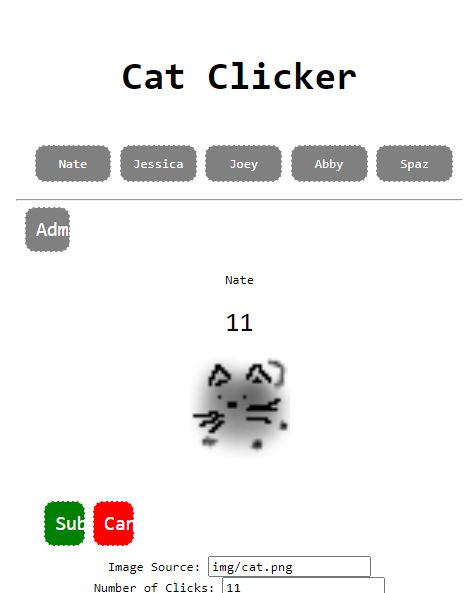 Cat Clicker
Nate Jessica Joey Abby Spaz
Adm
Nate
11
Sub Can
Image Source: img/cat.png
Number of Clicks: 11